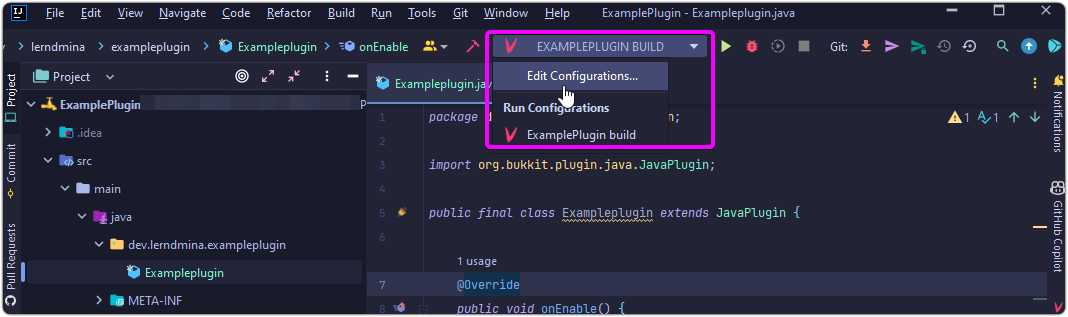 File Edit View Navigate Code Refactor Build Run Tools Git Window Help ExamplePlugin - Exampleplugin.java
lerndmina exampleplugin Exampleplugin onEnable EXAMPLEPLUGIN BUILD Git:
Edit Configurations...
Run Configurations
ExamplePlugin build
Project
Commit
Pull Requests
Project
ExamplePlugin
.idea
src
main
java
dev.lerndmina.exampleplugin
Exampleplugin
META-INF
Exampleplugin.jav
1 package d n;
2
3 import org.bukkit.plugin.java.JavaPlugin;
4
5 public final class Exampleplugin extends JavaPlugin {
6
1 usage
7 @Override
8 public void onEnable() {
1 1
Notifications
GitHub Copilot